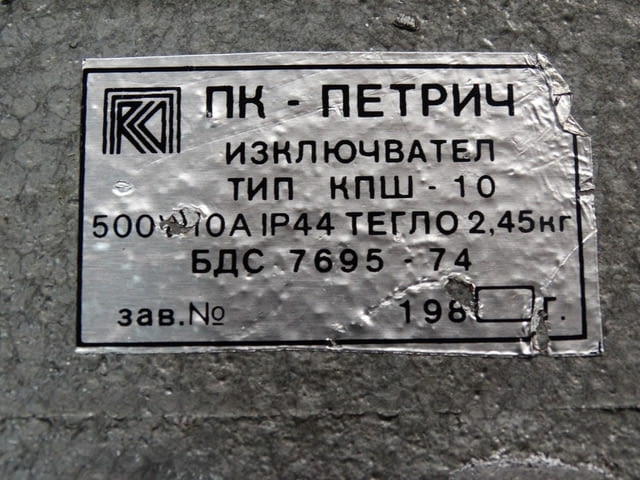 ПК - ПЕТРИЧ
ИЗКЛЮЧВАТЕЛ
ТИП КПШ - 10
500V 10A IP44 ТЕГЛО 2,45кг
БДС 7695 - 74
зав.№ 198 г.